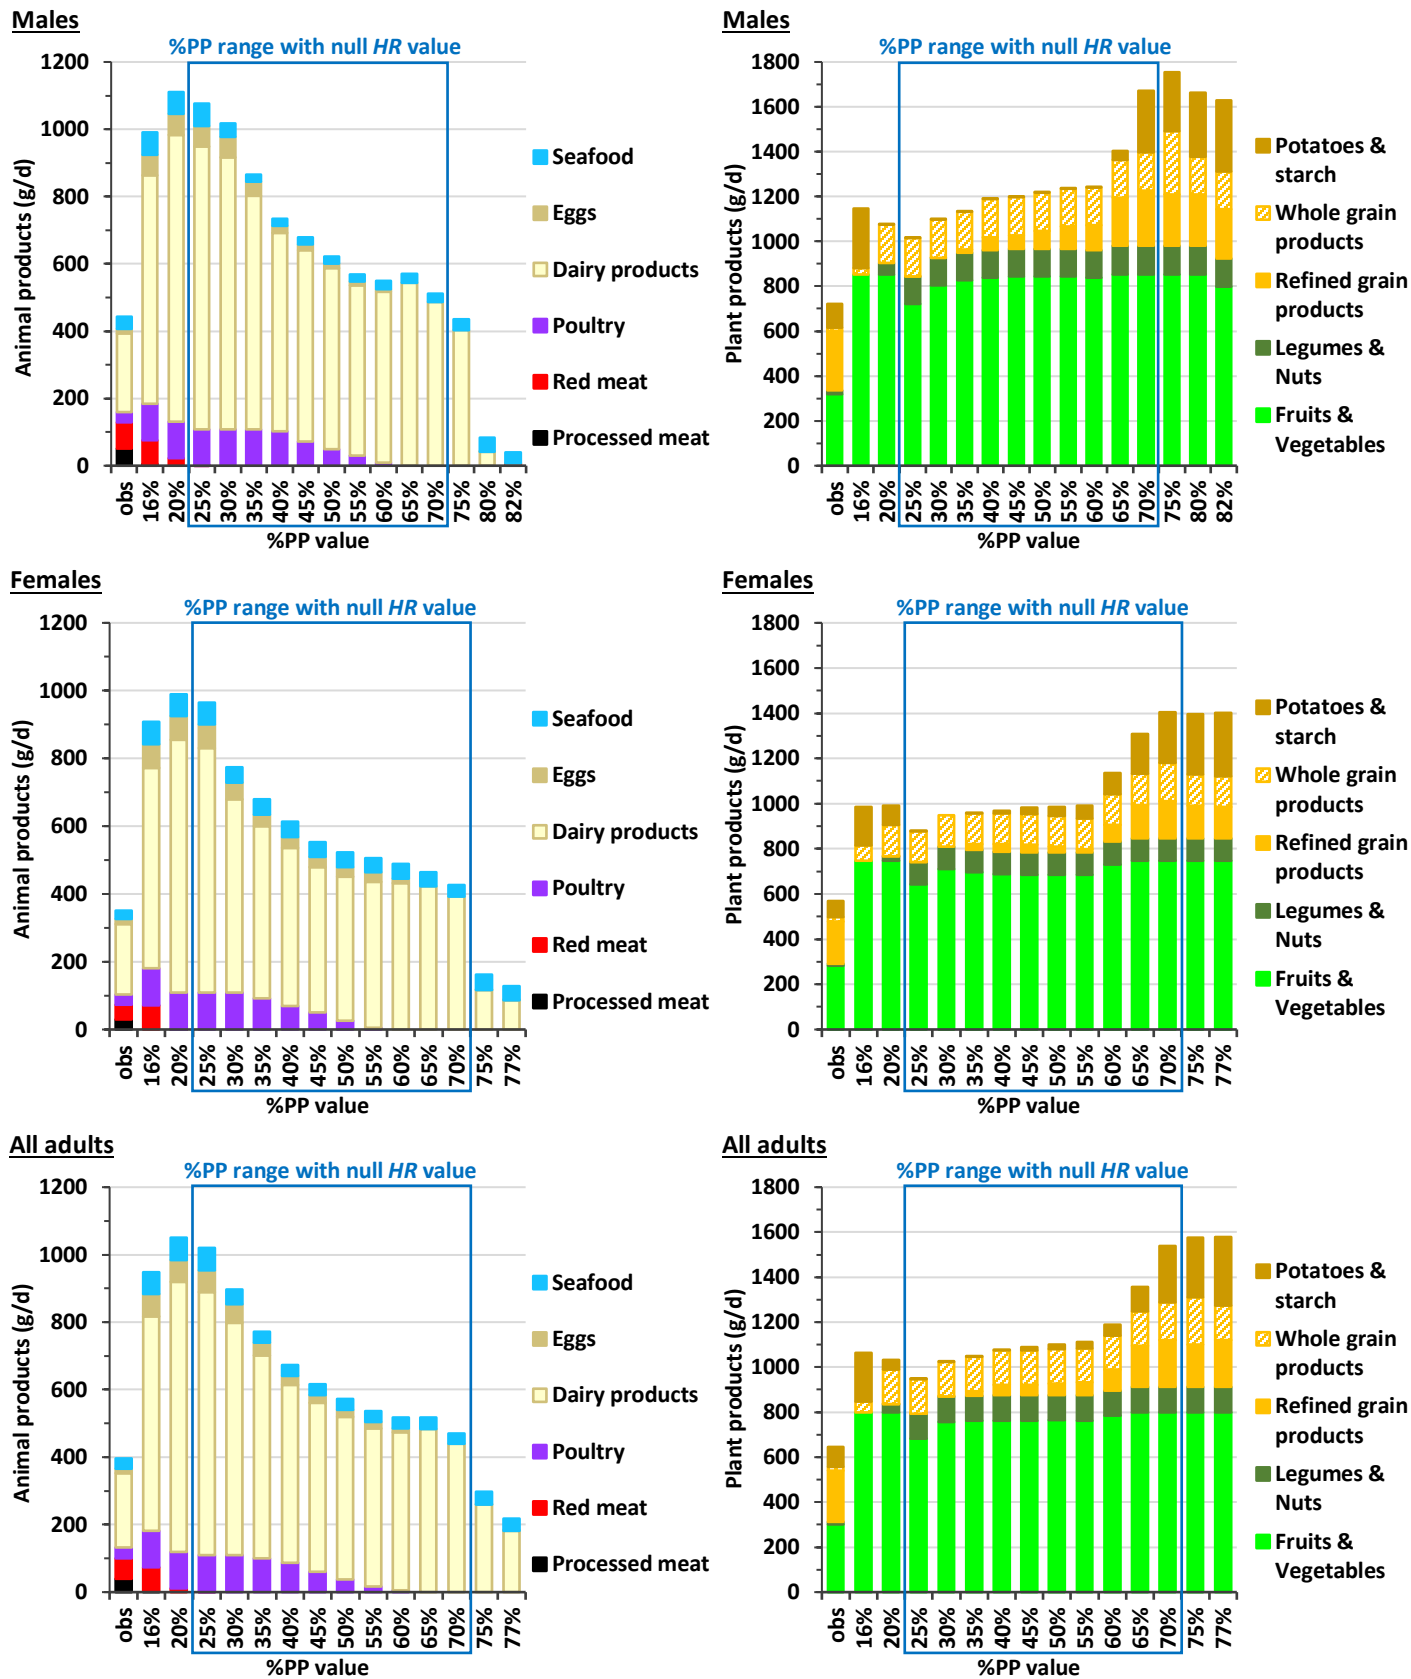 Males
%PP range with null HR value
1200
1000
800
600
400
200
0
Animal products (g/d)
obs
16%
20%
25%
30%
35%
40%
45%
50%
55%
60%
65%
70%
75%
80%
82%
%PP value
Seafood
Eggs
Dairy products
Poultry
Red meat
Processed meat
Males
%PP range with null HR value
1800
1600
1400
1200
1000
800
600
400
200
0
Plant products (g/d)
obs
16%
20%
25%
30%
35%
40%
45%
50%
55%
60%
65%
70%
75%
80%
82%
%PP value
Potatoes &
starch
Whole grain
products
Refined grain
products
Legumes &
Nuts
Fruits &
Vegetables
Females
%PP range with null HR value
1200
1000
800
600
400
200
0
Animal products (g/d)
obs
16%
20%
25%
30%
35%
40%
45%
50%
55%
60%
65%
70%
75%
77%
%PP value
Seafood
Eggs
Dairy products
Poultry
Red meat
Processed meat
Females
%PP range with null HR value
1800
1600
1400
1200
1000
800
600
400
200
0
Plant products (g/d)
obs
16%
20%
25%
30%
35%
40%
45%
50%
55%
60%
65%
70%
75%
77%
%PP value
Potatoes &
starch
Whole grain
products
Refined grain
products
Legumes &
Nuts
Fruits &
Vegetables
All adults
%PP range with null HR value
1200
1000
800
600
400
200
0
Animal products (g/d)
obs
16%
20%
25%
30%
35%
40%
45%
50%
55%
60%
65%
70%
75%
77%
%PP value
Seafood
Eggs
Dairy products
Poultry
Red meat
Processed meat
All adults
%PP range with null HR value
1800
1600
1400
1200
1000
800
600
400
200
0
Plant products (g/d)
obs
16%
20%
25%
30%
35%
40%
45%
50%
55%
60%
65%
70%
75%
77%
%PP value
Potatoes &
starch
Whole grain
products
Refined grain
products
Legumes &
Nuts
Fruits &
Vegetables